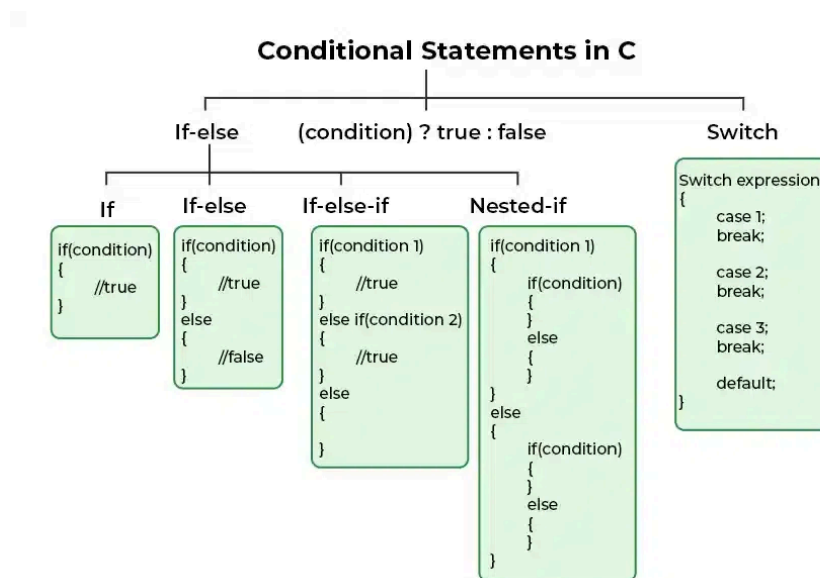 Conditional Statements in C
If-else
(condition) ? true : false
Switch
If
If-else
If-else-if
Nested-if
if(condition)
{
//true
}
if(condition)
{
//true
}
else
{
//false
}
if(condition 1)
{
//true
}
else if(condition 2)
{
//true
}
else
{
}
if(condition 1)
{
if(condition)
{
}
else
{
}
}
else
{
if(condition)
{
}
else
{
}
}
Switch expression
{
case 1;
break;
case 2;
break;
case 3;
break;
default;
}